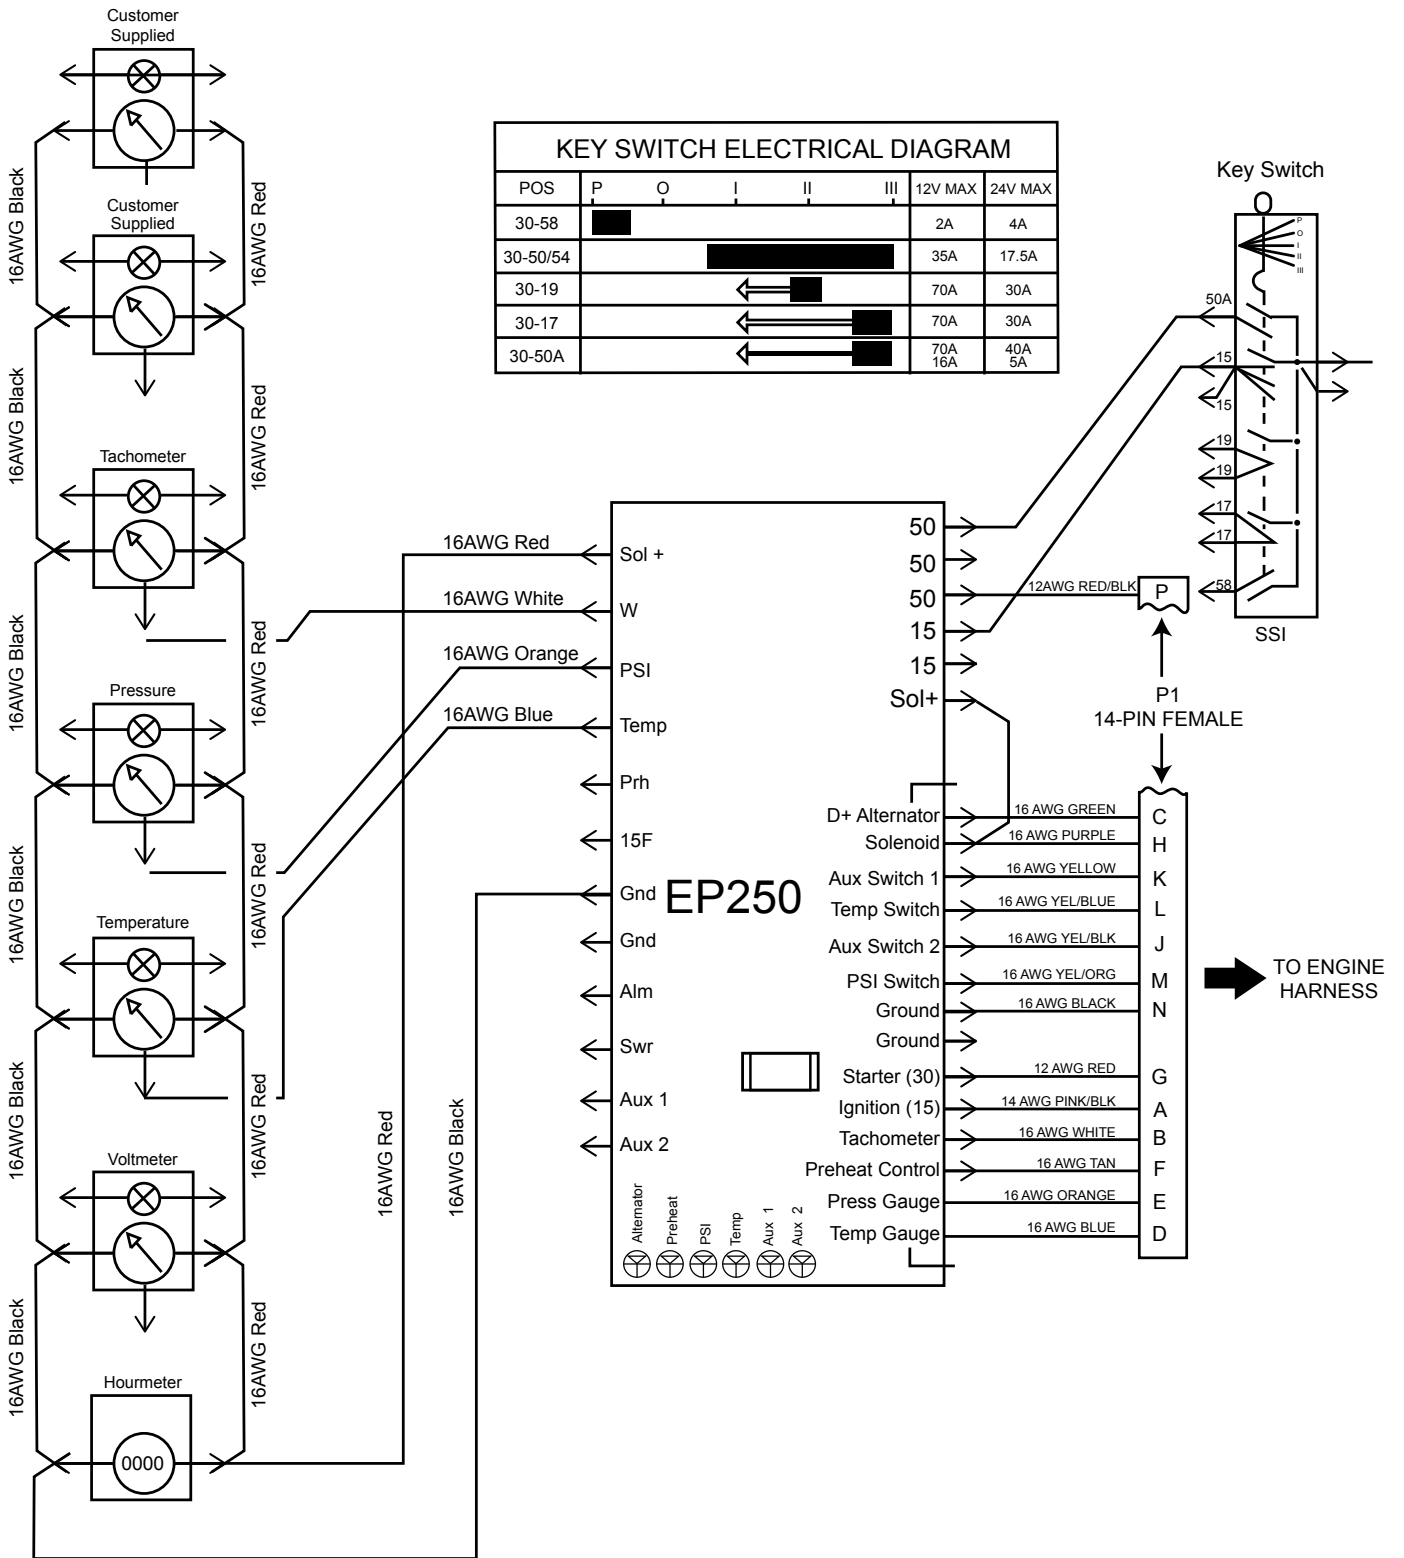 Customer
Supplied
16AWG Black
16AWG Red
Customer
Supplied
16AWG Black
16AWG Red
Tachometer
16AWG Black
16AWG Red
Pressure
16AWG Black
16AWG Red
Temperature
16AWG Black
16AWG Red
Voltmeter
16AWG Black
16AWG Red
Hourmeter
0000
16AWG Red
16AWG Black
KEY SWITCH ELECTRICAL DIAGRAM
POS P O I II III 12V MAX 24V MAX
30-58 2A 4A
30-50/54 35A 17.5A
30-19 70A 30A
30-17 70A 30A
30-50A 70A 40A
16A 5A
Key Switch
P
O
I
II
III
50A
15
15
19
19
17
17
58
SSI
16AWG Red
16AWG White
16AWG Orange
16AWG Blue
Sol +
W
PSI
Temp
Prh
15F
Gnd
Gnd
Alm
Swr
Aux 1
Aux 2
EP250
Alternator
Preheat
PSI
Temp
Aux 1
Aux 2
50
50
50
15
15
Sol+
12AWG RED/BLK
P
P1
14-PIN FEMALE
D+ Alternator 16 AWG GREEN C
Solenoid 16 AWG PURPLE H
Aux Switch 1 16 AWG YELLOW K
Temp Switch 16 AWG YEL/BLUE L
Aux Switch 2 16 AWG YEL/BLK J
PSI Switch 16 AWG YEL/ORG M
Ground 16 AWG BLACK N
Ground
Starter (30) 12 AWG RED G
Ignition (15) 14 AWG PINK/BLK A
Tachometer 16 AWG WHITE B
Preheat Control 16 AWG TAN F
Press Gauge 16 AWG ORANGE E
Temp Gauge 16 AWG BLUE D
TO ENGINE
HARNESS